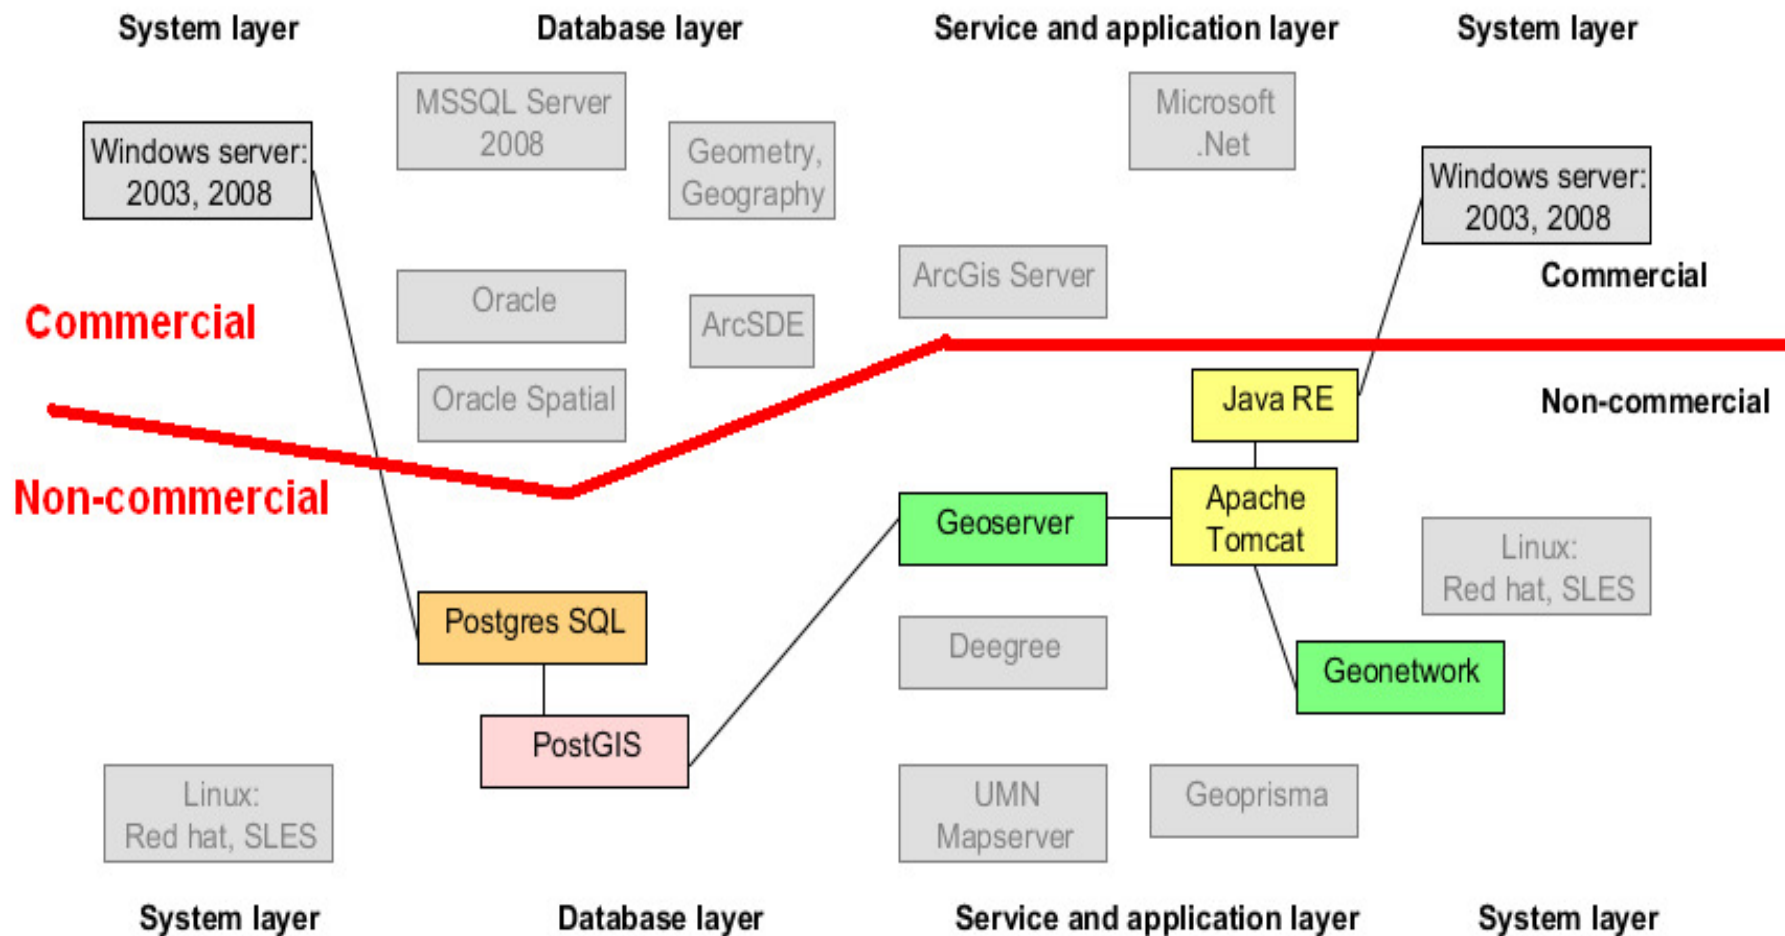 System layer
Database layer
Service and application layer
System layer
MSSQL Server
2008
Microsoft
.Net
Windows server:
2003, 2008
Geometry,
Geography
Windows server:
2003, 2008
Oracle
ArcSDE
ArcGis Server
Commercial
Commercial
Oracle Spatial
Java RE
Non-commercial
Non-commercial
Geoserver
Apache
Tomcat
Linux:
Red hat, SLES
Postgres SQL
Deegree
Geonetwork
PostGIS
Linux:
Red hat, SLES
UMN
Mapserver
Geoprisma
System layer
Database layer
Service and application layer
System layer